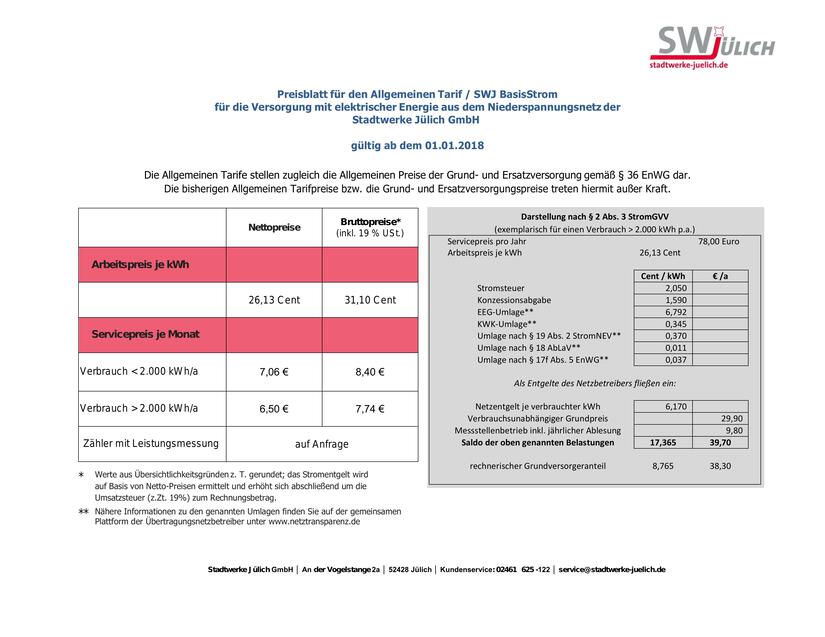 SWJÜLICH
stadtwerke-juelich.de
Preisblatt für den Allgemeinen Tarif / SWJ BasisStrom
für die Versorgung mit elektrischer Energie aus dem Niederspannungsnetz der
Stadtwerke Jülich GmbH
gültig ab dem 01.01.2018
Die Allgemeinen Tarife stellen zugleich die Allgemeinen Preise der Grund- und Ersatzversorgung gemäß § 36 EnWG dar.
Die bisherigen Allgemeinen Tarifpreise bzw. die Grund- und Ersatzversorgungspreise treten hiermit außer Kraft.
Nettopreise Bruttopreise*
(inkl. 19 % USt.)
Arbeitspreis je kWh
26,13 Cent 31,10 Cent
Servicepreis je Monat
Verbrauch < 2.000 kWh/a 7,06 € 8,40 €
Verbrauch > 2.000 kWh/a 6,50 € 7,74 €
Zähler mit Leistungsmessung auf Anfrage
* Werte aus Übersichtlichkeitsgründen z. T. gerundet; das Stromentgelt wird
auf Basis von Netto-Preisen ermittelt und erhöht sich abschließend um die
Umsatzsteuer (z.Zt. 19%) zum Rechnungsbetrag.
** Nähere Informationen zu den genannten Umlagen finden Sie auf der gemeinsamen
Plattform der Übertragungsnetzbetreiber unter www.netztransparenz.de
Darstellung nach § 2 Abs. 3 StromGVV
(exemplarisch für einen Verbrauch > 2.000 kWh p.a.)
Servicepreis pro Jahr 78,00 Euro
Arbeitspreis je kWh 26,13 Cent
Cent / kWh € /a
Stromsteuer 2,050
Konzessionsabgabe 1,590
EEG-Umlage** 6,792
KWK-Umlage** 0,345
Umlage nach § 19 Abs. 2 StromNEV** 0,370
Umlage nach § 18 AbLaV** 0,011
Umlage nach § 17f Abs. 5 EnWG** 0,037
Als Entgelte des Netzbetreibers fließen ein:
Netzentgelt je verbrauchter kWh 6,170
Verbrauchsunabhängiger Grundpreis 29,90
Messstellenbetrieb inkl. jährlicher Ablesung 9,80
Saldo der oben genannten Belastungen 17,365 39,70
rechnerischer Grundversorgeranteil 8,765 38,30
Stadtwerke Jülich GmbH | An der Vogelstange 2a | 52428 Jülich | Kundenservice: 02461 625-122 | service@stadtwerke-juelich.de